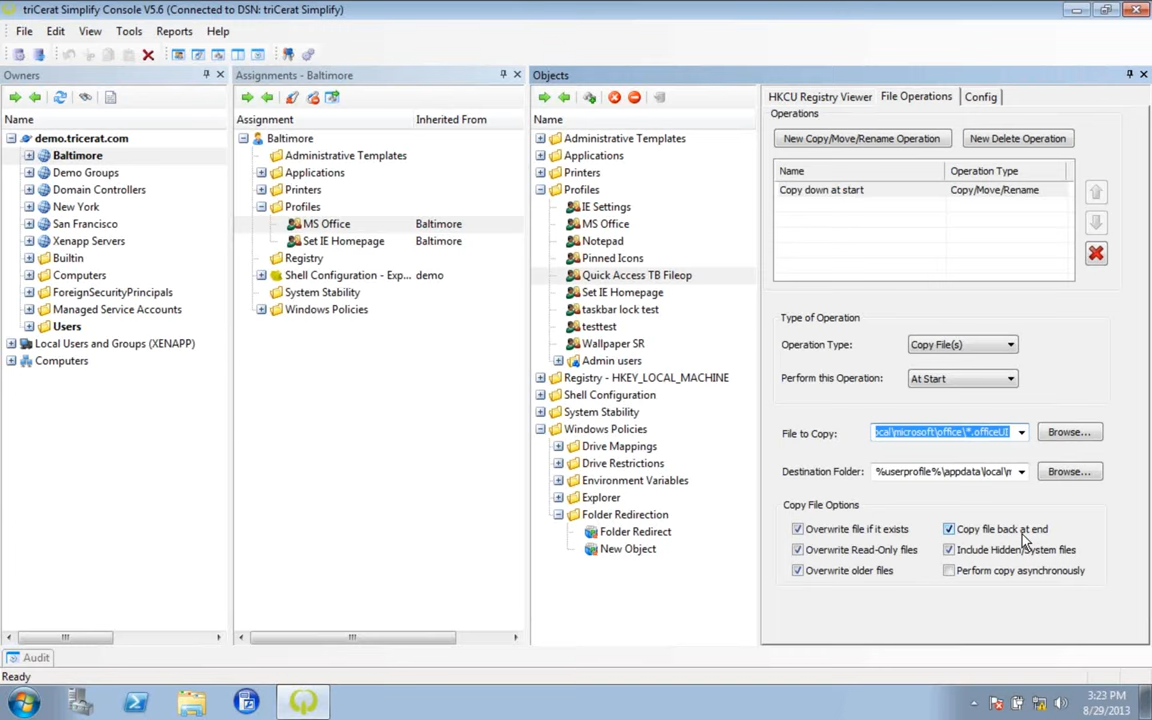 triCerat Simplify Console V5.6 (Connected to DSN: triCerat Simplify)
File Edit View Tools Reports Help
Owners
Name
demo.tricerat.com
Baltimore
Demo Groups
Domain Controllers
New York
San Francisco
Xenapp Servers
Builtin
Computers
ForeignSecurityPrincipals
Managed Service Accounts
Users
Local Users and Groups (XENAPP)
Computers
Assignments - Baltimore
Assignment Inherited From
Baltimore
Administrative Templates
Applications
Printers
Profiles
MS Office Baltimore
Set IE Homepage Baltimore
Registry
Shell Configuration - Exp... demo
System Stability
Windows Policies
Objects
Name
Administrative Templates
Applications
Printers
Profiles
IE Settings
MS Office
Notepad
Pinned Icons
Quick Access TB Fileop
Set IE Homepage
taskbar lock test
testtest
Wallpaper SR
Admin users
Registry - HKEY_LOCAL_MACHINE
Shell Configuration
System Stability
Windows Policies
Drive Mappings
Drive Restrictions
Environment Variables
Explorer
Folder Redirection
Folder Redirect
New Object
HKCU Registry Viewer File Operations Config
Operations
New Copy/Move/Rename Operation New Delete Operation
Name Operation Type
Copy down at start Copy/Move/Rename
Type of Operation
Operation Type: Copy File(s)
Perform this Operation: At Start
File to Copy: ocal\microsoft\office\*.officeUI Browse...
Destination Folder: %userprofile%\appdata\local\m Browse...
Copy File Options
Overwrite file if it exists Copy file back at end
Overwrite Read-Only files Include Hidden/System files
Overwrite older files Perform copy asynchronously
Audit
Ready
3:23 PM
8/29/2013